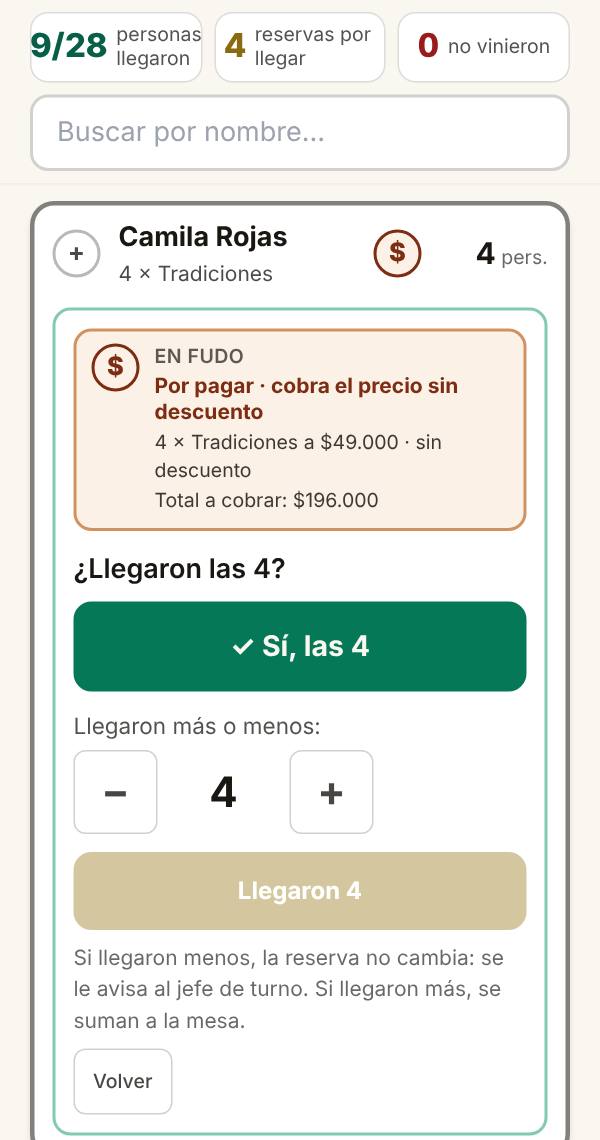 9/28 personas llegaron
4 reservas por llegar
0 no vinieron
Buscar por nombre...
+ Camila Rojas $ 4 pers.
4 × Tradiciones
$ EN FUDO
Por pagar · cobra el precio sin
descuento
4 × Tradiciones a $49.000 · sin
descuento
Total a cobrar: $196.000
¿Llegaron las 4?
✓ Sí, las 4
Llegaron más o menos:
− 4 +
Llegaron 4
Si llegaron menos, la reserva no cambia: se
le avisa al jefe de turno. Si llegaron más, se
suman a la mesa.
Volver